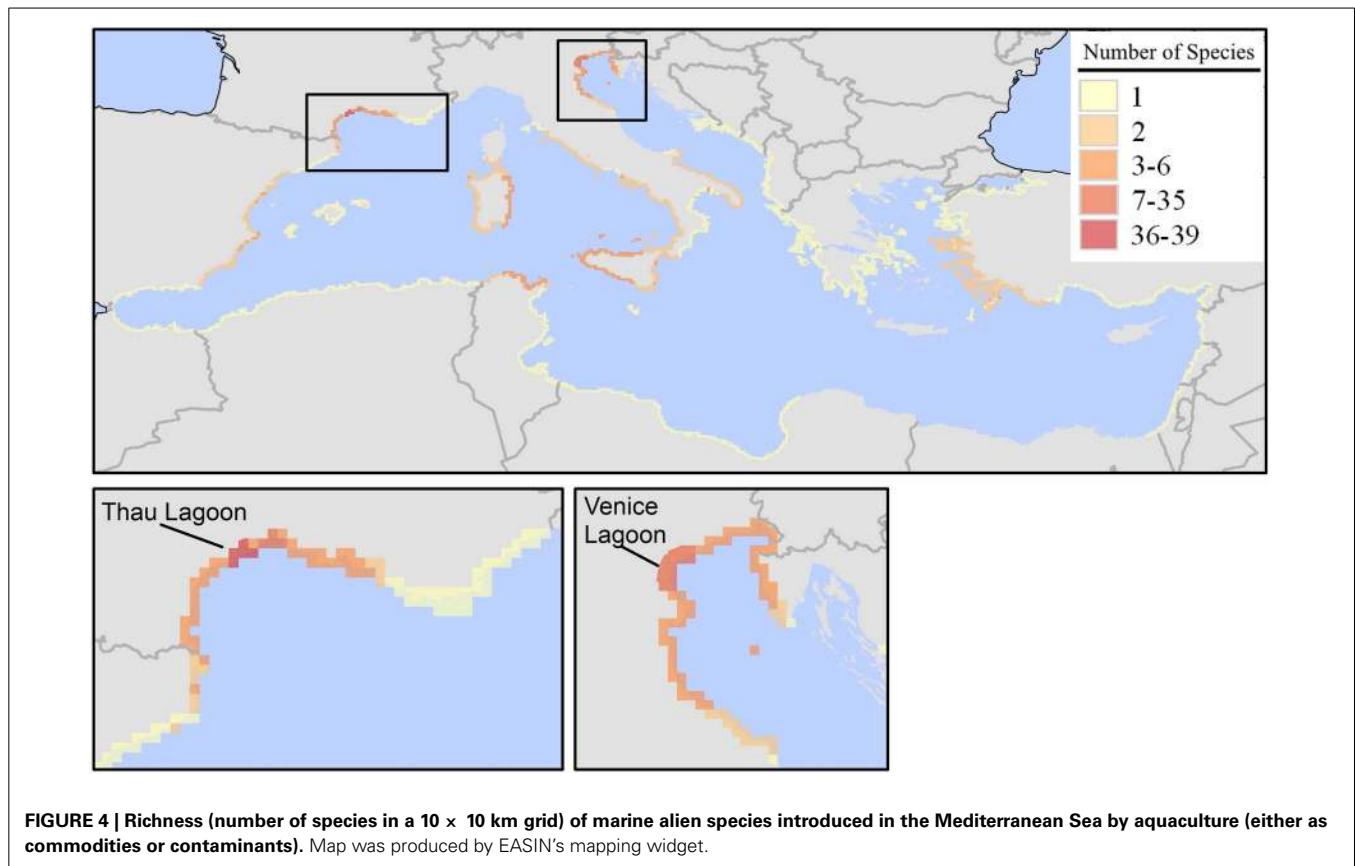 Number of Species
1
2
3-6
7-35
36-39
Thau Lagoon
Venice
Lagoon
FIGURE 4 | Richness (number of species in a 10 × 10 km grid) of marine alien species introduced in the Mediterranean Sea by aquaculture (either as
commodities or contaminants). Map was produced by EASIN's mapping widget.